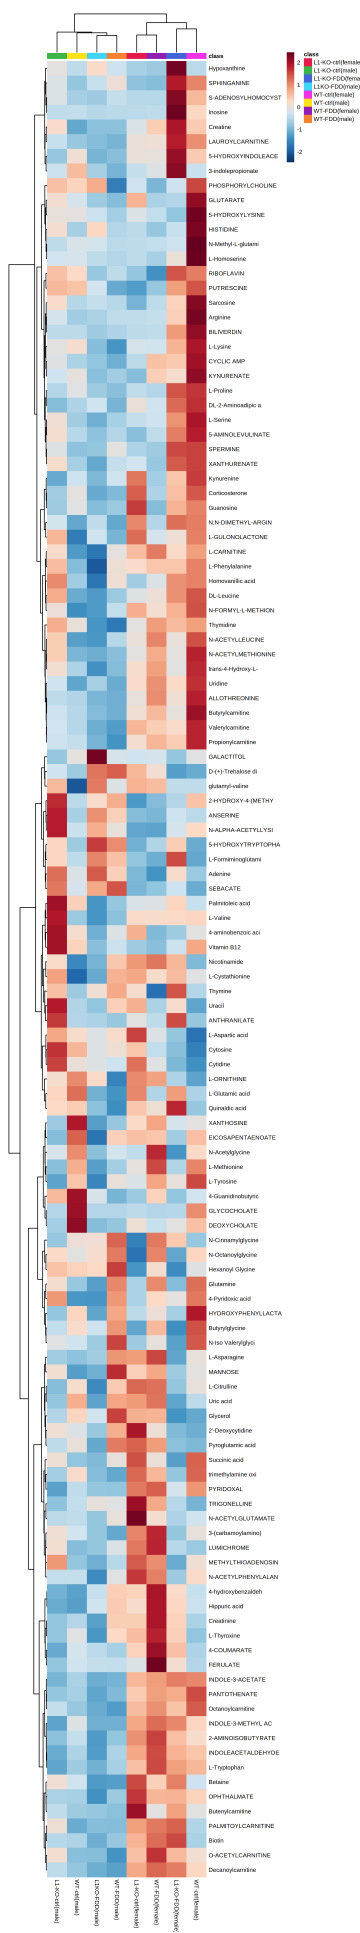 class
class
L1-KO-ctrl(female
L1-KO-ctrl(male)
L1-KO-FDD(fema
L1KO-FDD(male)
WT-ctrl(female)
WT-ctrl(male)
WT-FDD(female)
WT-FDD(male)
2
1
0
-1
-2
Hypoxanthine
SPHINGANINE
S-ADENOSYLHOMOCYST
Inosine
Creatine
LAUROYLCARNITINE
5-HYDROXYINDOLEACE
3-indolepropionate
PHOSPHORYLCHOLINE
GLUTARATE
5-HYDROXYLYSINE
HISTIDINE
N-Methyl-L-glutami
L-Homoserine
RIBOFLAVIN
PUTRESCINE
Sarcosine
Arginine
BILIVERDIN
L-Lysine
CYCLIC AMP
KYNURENATE
L-Proline
DL-2-Aminoadipic a
L-Serine
5-AMINOLEVULINATE
SPERMINE
XANTHURENATE
Kynurenine
Corticosterone
Guanosine
N,N-DIMETHYL-ARGIN
L-GULONOLACTONE
L-CARNITINE
L-Phenylalanine
Homovanillic acid
DL-Leucine
N-FORMYL-L-METHION
Thymidine
N-ACETYLLEUCINE
N-ACETYLMETHIONINE
trans-4-Hydroxy-L-
Uridine
ALLOTHREONINE
Butyrylcarnitine
Valerylcarnitine
Propionylcarnitine
GALACTITOL
D-(+)-Trehalose di
glutamyl-valine
2-HYDROXY-4-(METHY
ANSERINE
N-ALPHA-ACETYLLYSI
5-HYDROXYTRYPTOPHA
L-Formiminoglutami
Adenine
SEBACATE
Palmitoleic acid
L-Valine
4-aminobenzoic aci
Vitamin B12
Nicotinamide
L-Cystathionine
Thymine
Uracil
ANTHRANILATE
L-Aspartic acid
Cytosine
Cytidine
L-ORNITHINE
L-Glutamic acid
Quinaldic acid
XANTHOSINE
EICOSAPENTAENOATE
N-Acetylglycine
L-Methionine
L-Tyrosine
4-Guanidinobutyric
GLYCOCHOLATE
DEOXYCHOLATE
N-Cinnamylglycine
N-Octanoylglycine
Hexanoyl Glycine
Glutamine
4-Pyridoxic acid
HYDROXYPHENYLLACTA
Butyrylglycine
N-Iso Valerylglyci
L-Asparagine
MANNOSE
L-Citrulline
Uric acid
Glycerol
2'-Deoxycytidine
Pyroglutamic acid
Succinic acid
trimethylamine oxi
PYRIDOXAL
TRIGONELLINE
N-ACETYLGLUTAMATE
3-(carbamoylamino)
LUMICHROME
METHYLTHIOADENOSIN
N-ACETYLPHENYLALAN
4-hydroxybenzaldeh
Hippuric acid
Creatinine
L-Thyroxine
4-COUMARATE
FERULATE
INDOLE-3-ACETATE
PANTOTHENATE
Octanoylcarnitine
INDOLE-3-METHYL AC
2-AMINOISOBUTYRATE
INDOLEACETALDEHYDE
L-Tryptophan
Betaine
OPHTHALMATE
Butenylcarnitine
PALMITOYLCARNITINE
Biotin
O-ACETYLCARNITINE
Decanoylcarnitine
L1-KO-ctrl(male)
WT-ctrl(male)
L1KO-FDD(male)
WT-FDD(male)
L1-KO-ctrl(female)
WT-FDD(female)
L1-KO-FDD(female)
WT-ctrl(female)